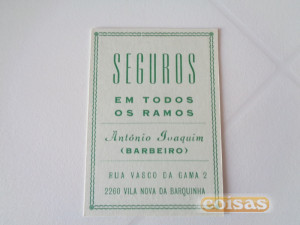 SEGUROS
EM TODOS
OS RAMOS
António Joaquim
(BARBEIRO)
RUA VASCO DA GAMA 2
2260 VILA NOVA DA BARQUINHA
coisas